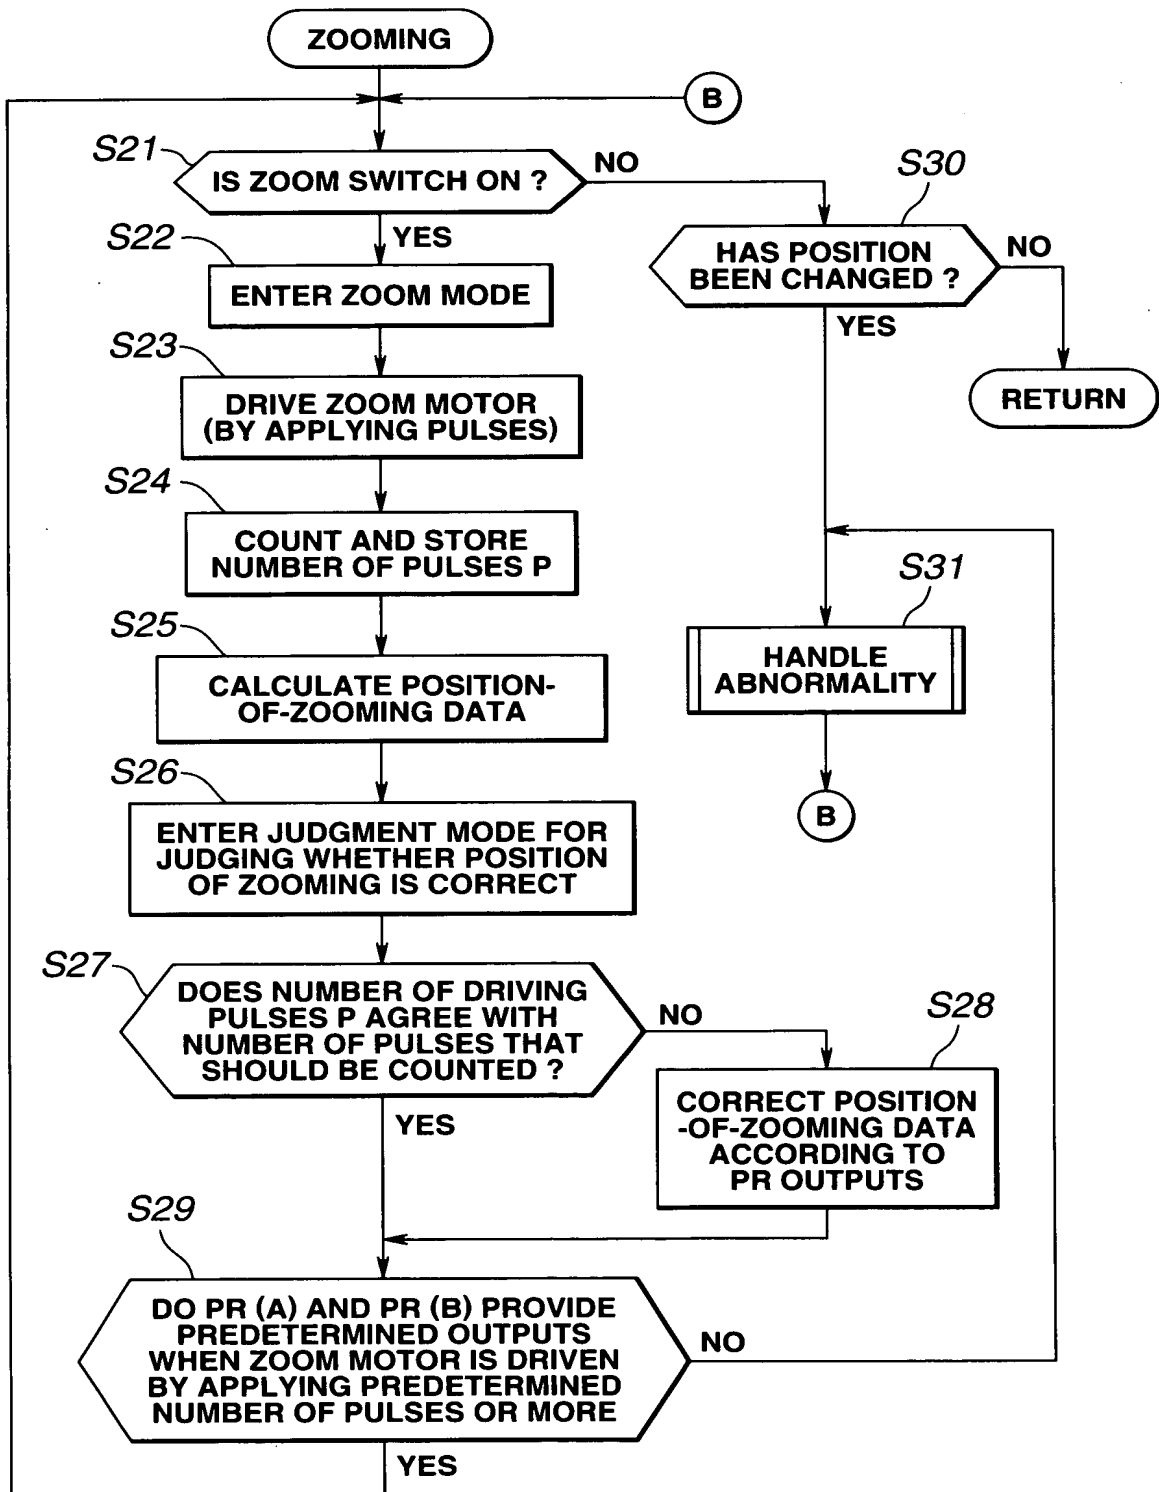 ZOOMING
B
S21
IS ZOOM SWITCH ON ?
NO
YES
S30
HAS POSITION
BEEN CHANGED ?
NO
YES
RETURN
S22
ENTER ZOOM MODE
S23
DRIVE ZOOM MOTOR
(BY APPLYING PULSES)
S24
COUNT AND STORE
NUMBER OF PULSES P
S31
HANDLE
ABNORMALITY
B
S25
CALCULATE POSITION-
OF-ZOOMING DATA
S26
ENTER JUDGMENT MODE FOR
JUDGING WHETHER POSITION
OF ZOOMING IS CORRECT
S27
DOES NUMBER OF DRIVING
PULSES P AGREE WITH
NUMBER OF PULSES THAT
SHOULD BE COUNTED ?
NO
YES
S28
CORRECT POSITION
-OF-ZOOMING DATA
ACCORDING TO
PR OUTPUTS
S29
DO PR (A) AND PR (B) PROVIDE
PREDETERMINED OUTPUTS
WHEN ZOOM MOTOR IS DRIVEN
BY APPLYING PREDETERMINED
NUMBER OF PULSES OR MORE
NO
YES